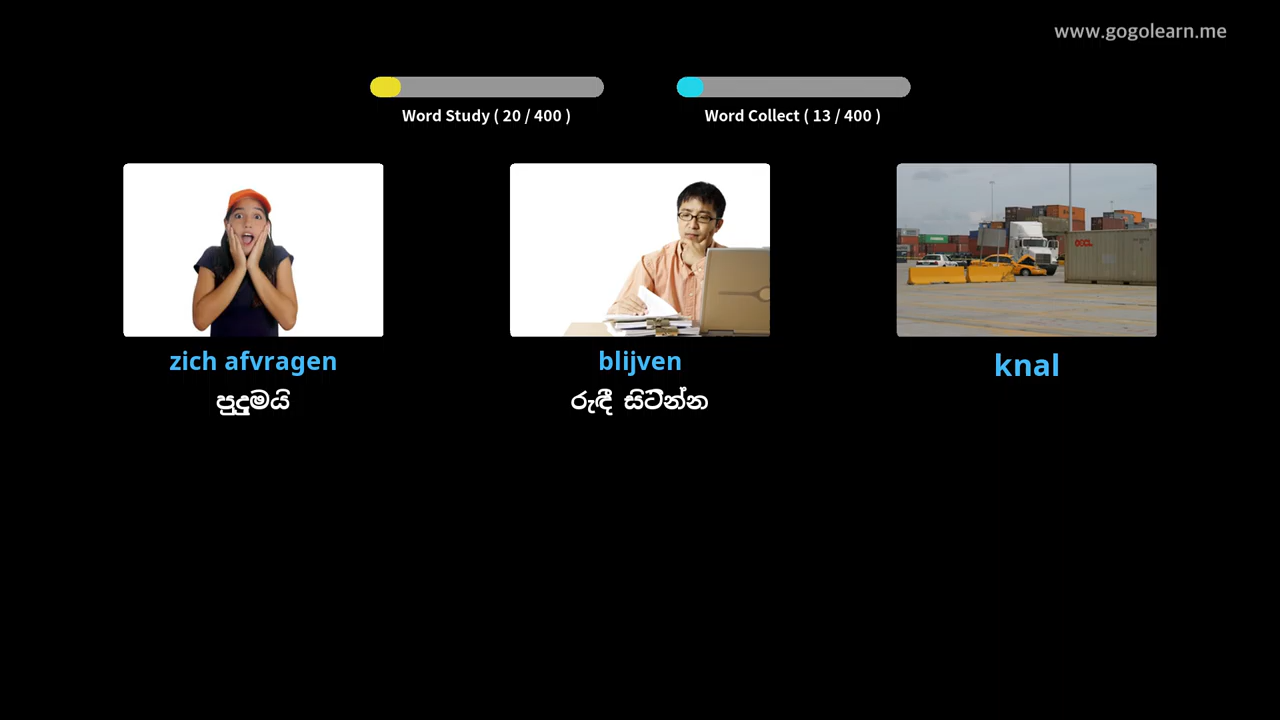 www.gogolearn.me
Word Study ( 20 / 400 )
Word Collect ( 13 / 400 )
zich afvragen
blijven
knal
පුදුමයි
රුඳී සිටින්න